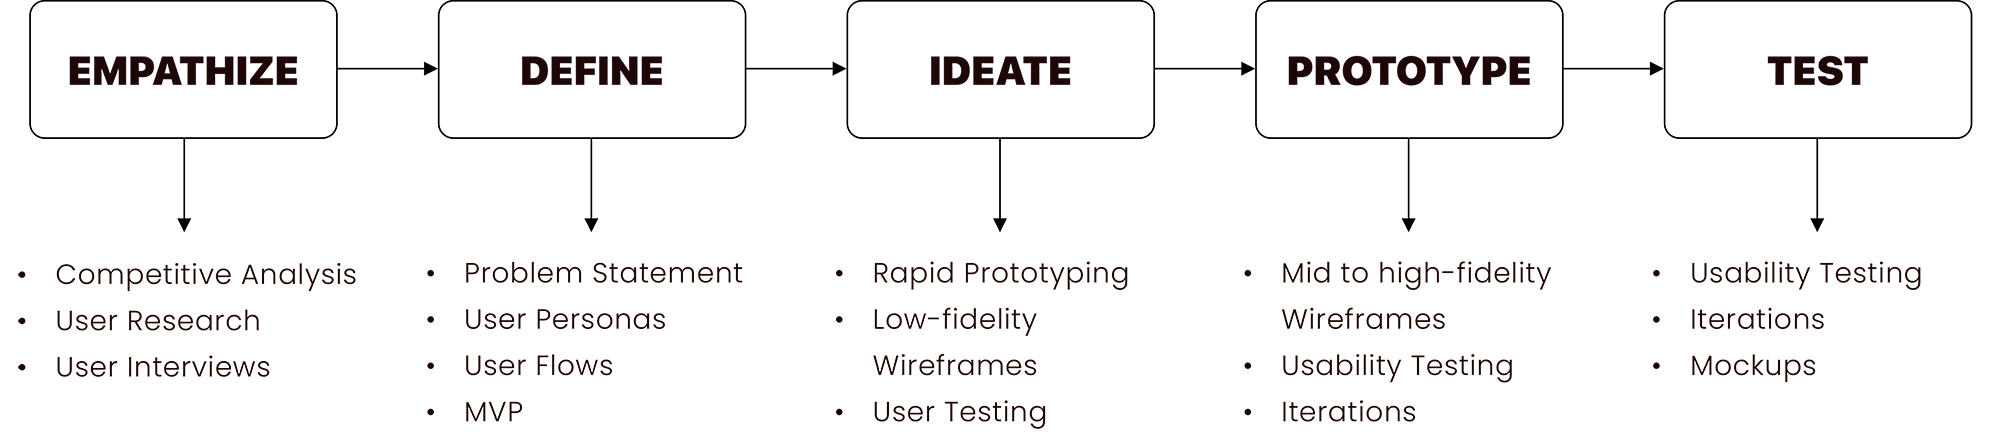 EMPATHIZE
DEFINE
IDEATE
PROTOTYPE
TEST
• Competitive Analysis
• User Research
• User Interviews
• Problem Statement
• User Personas
• User Flows
• MVP
• Rapid Prototyping
• Low-fidelity
Wireframes
• User Testing
• Mid to high-fidelity
Wireframes
• Usability Testing
• Iterations
• Usability Testing
• Iterations
• Mockups